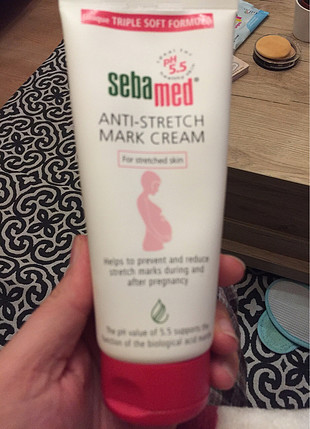 unique TRIPLE SOFT FORMULA
pH
5.5
sebamed®
ANTI-STRETCH
MARK CREAM
For stretched skin
Helps to prevent and reduce
stretch marks during and
after pregnancy
The pH value of 5.5 supports the
function of the biological acid mantle